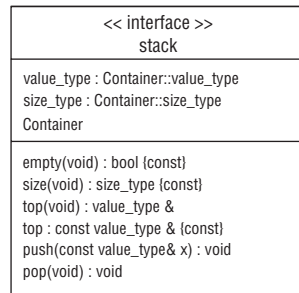 << interface >>
stack
value_type : Container::value_type
size_type : Container::size_type
Container
empty(void) : bool {const}
size(void) : size_type {const}
top(void) : value_type &
top : const value_type & {const}
push(const value_type& x) : void
pop(void) : void